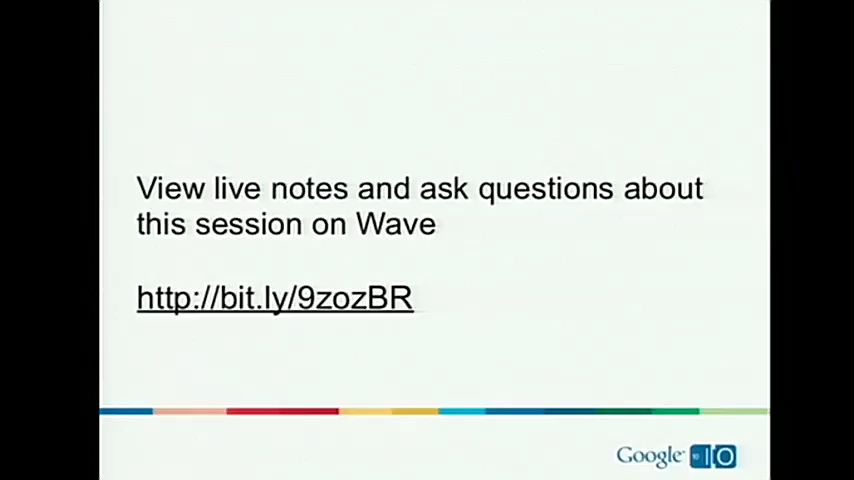 View live notes and ask questions about
this session on Wave
http://bit.ly/9zozBR
Google IO